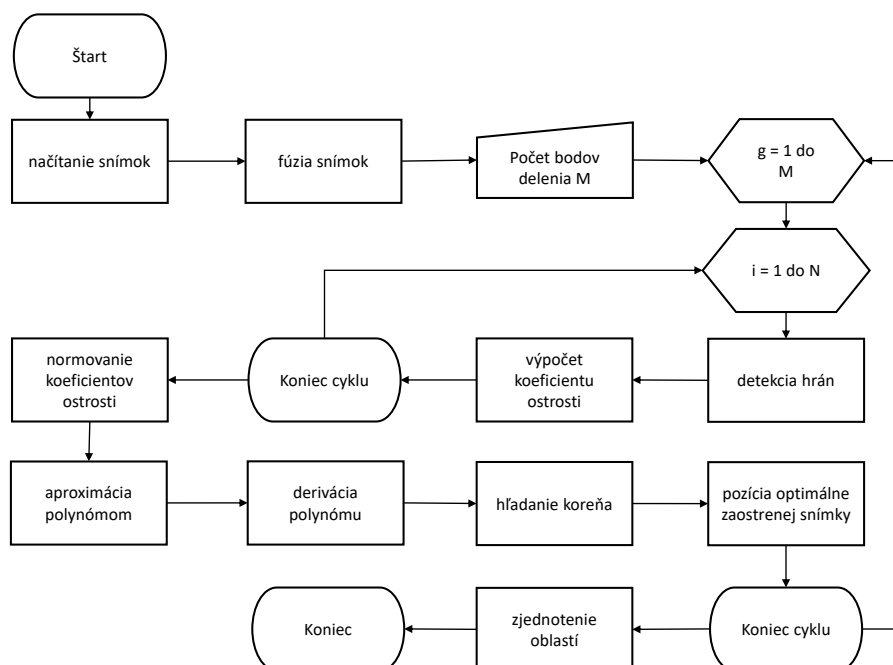 Štart
načítanie snímok
fúzia snímok
Počet bodov
delenia M
g = 1 do
M
i = 1 do N
normovanie
koeficientov
ostrosti
Koniec cyklu
výpočet
koeficientu
ostrosti
detekcia hrán
aproximácia
polynómom
derivácia
polynómu
hľadanie koreňa
pozícia optimálne
zaostrenej snímky
Koniec
zjednotenie
oblastí
Koniec cyklu